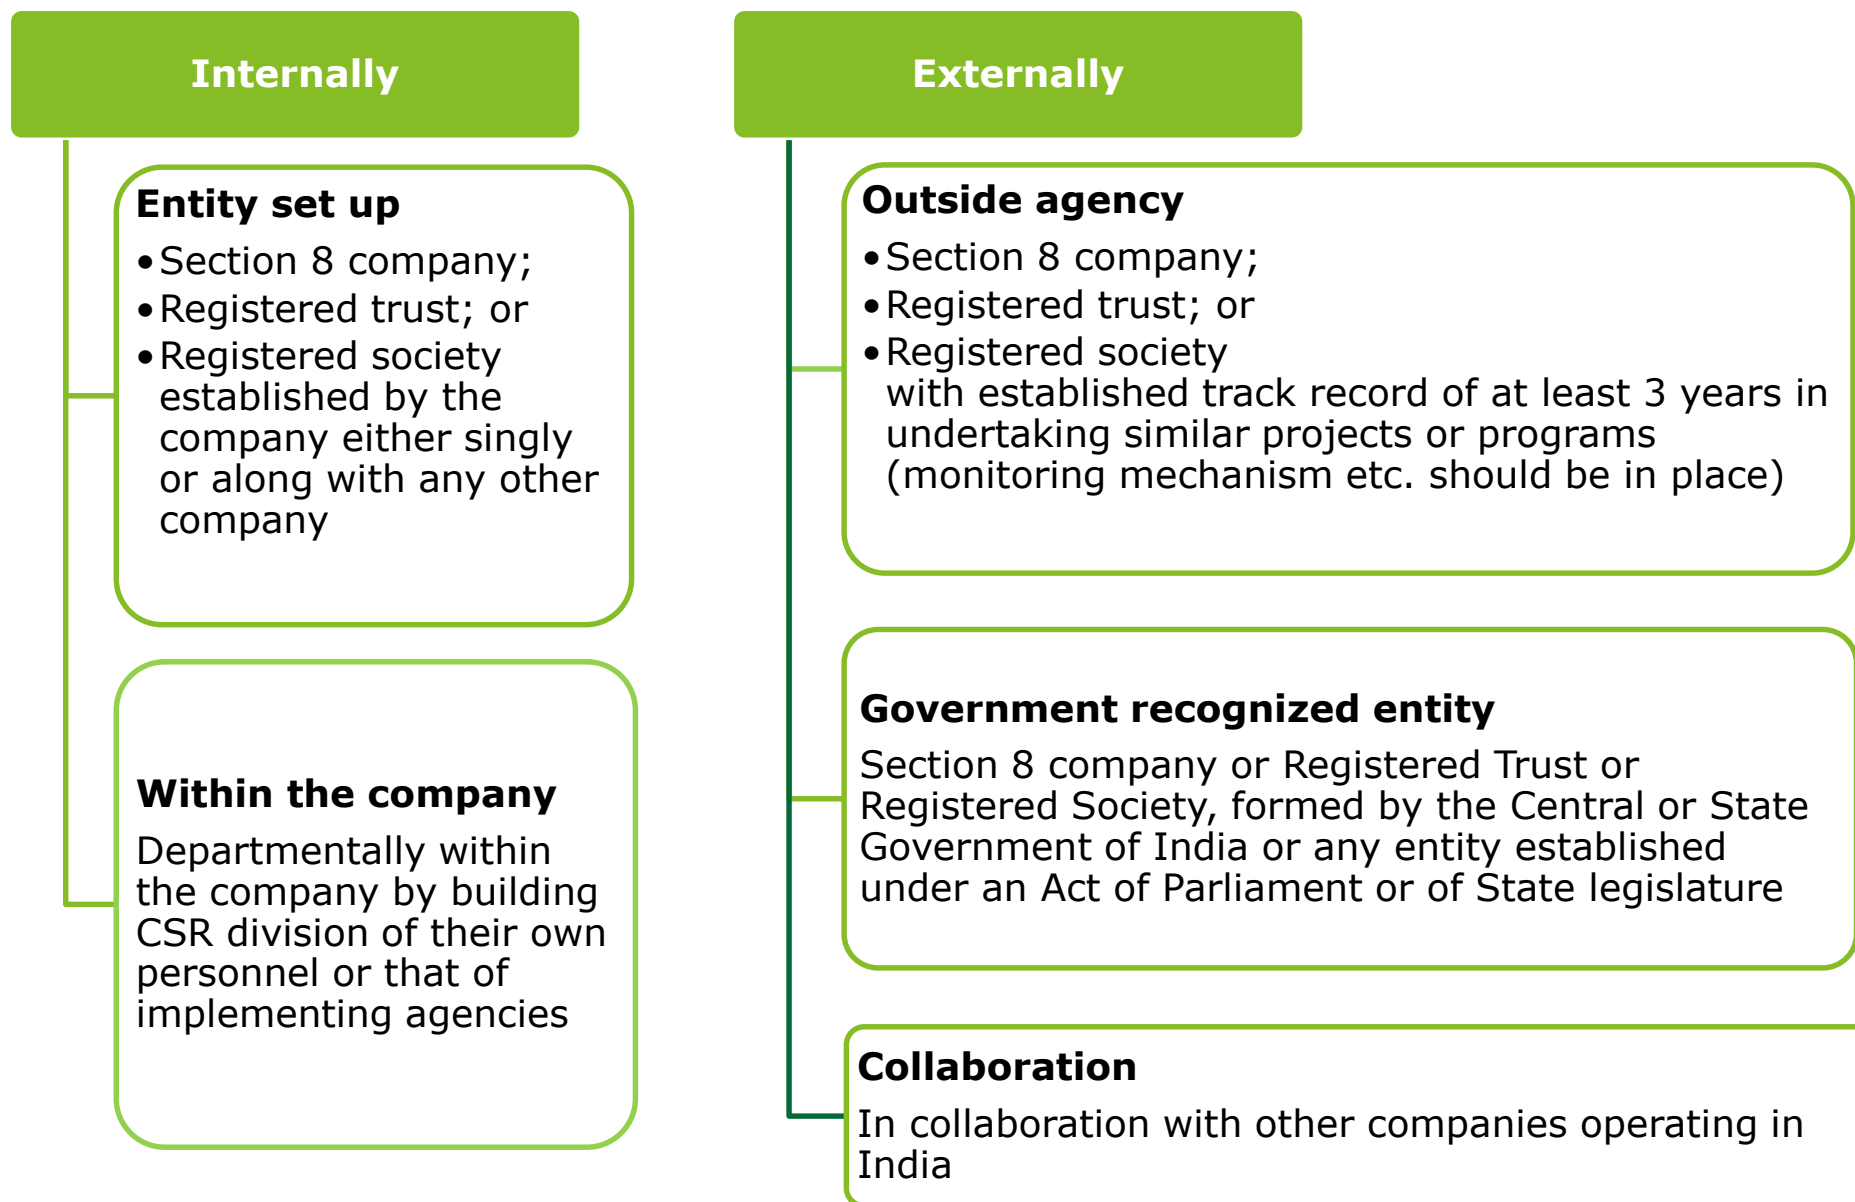 Internally
Entity set up
•Section 8 company;
•Registered trust; or
•Registered society
established by the
company either singly
or along with any other
company
Within the company
Departmentally within
the company by building
CSR division of their own
personnel or that of
implementing agencies
Externally
Outside agency
•Section 8 company;
•Registered trust; or
•Registered society
with established track record of at least 3 years in
undertaking similar projects or programs
(monitoring mechanism etc. should be in place)
Government recognized entity
Section 8 company or Registered Trust or
Registered Society, formed by the Central or State
Government of India or any entity established
under an Act of Parliament or of State legislature
Collaboration
In collaboration with other companies operating in
India